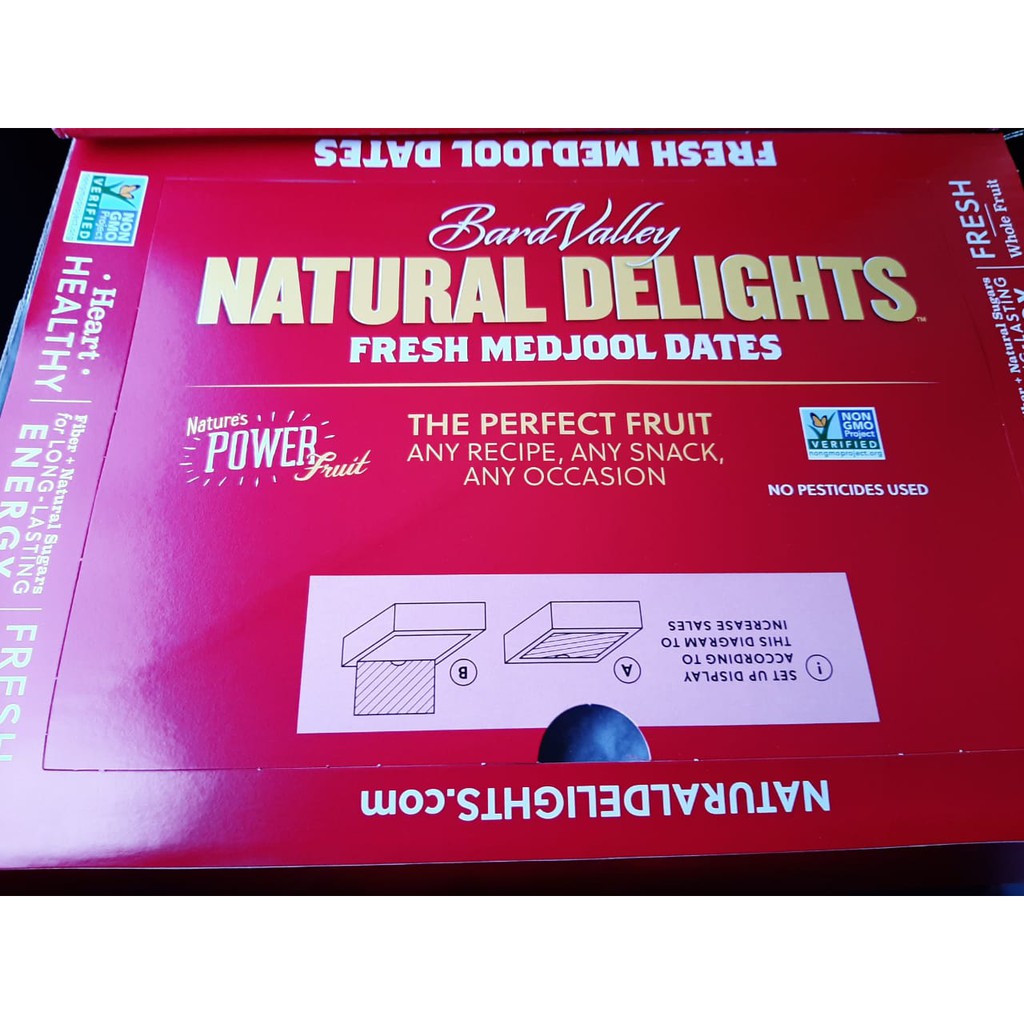 FRESH MEDJOOL DATES
NON
GMO
Project
VERIFIED
• Heart •
HEALTHY
Fiber + Natural Sugars
for LONG-LASTING
ENERGY
FRESH
Bard Valley
NATURAL DELIGHTS™
FRESH MEDJOOL DATES
Nature's
POWER
Fruit
THE PERFECT FRUIT
ANY RECIPE, ANY SNACK,
ANY OCCASION
NON
GMO
Project
VERIFIED
nongmoproject.org
NO PESTICIDES USED
FRESH
Whole Fruit
+ Natural Sugars
LASTING
i
SET UP DISPLAY
ACCORDING TO
THIS DIAGRAM TO
INCREASE SALES
A
B
NATURALDELIGHTS.com